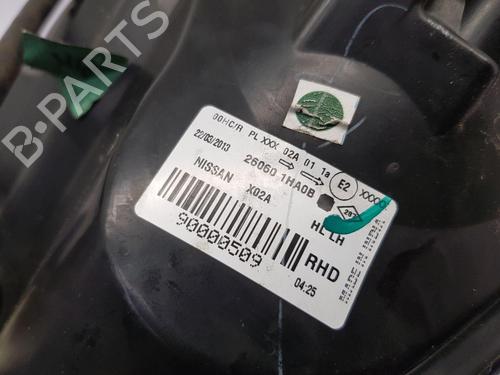 00HC/R PL XXX 02A 01 1a
E2
XXXXX
22/03/2013
26060 1HA0B
NISSAN X02A
HL LH
90000509
RHD
04:25
B-PARTS